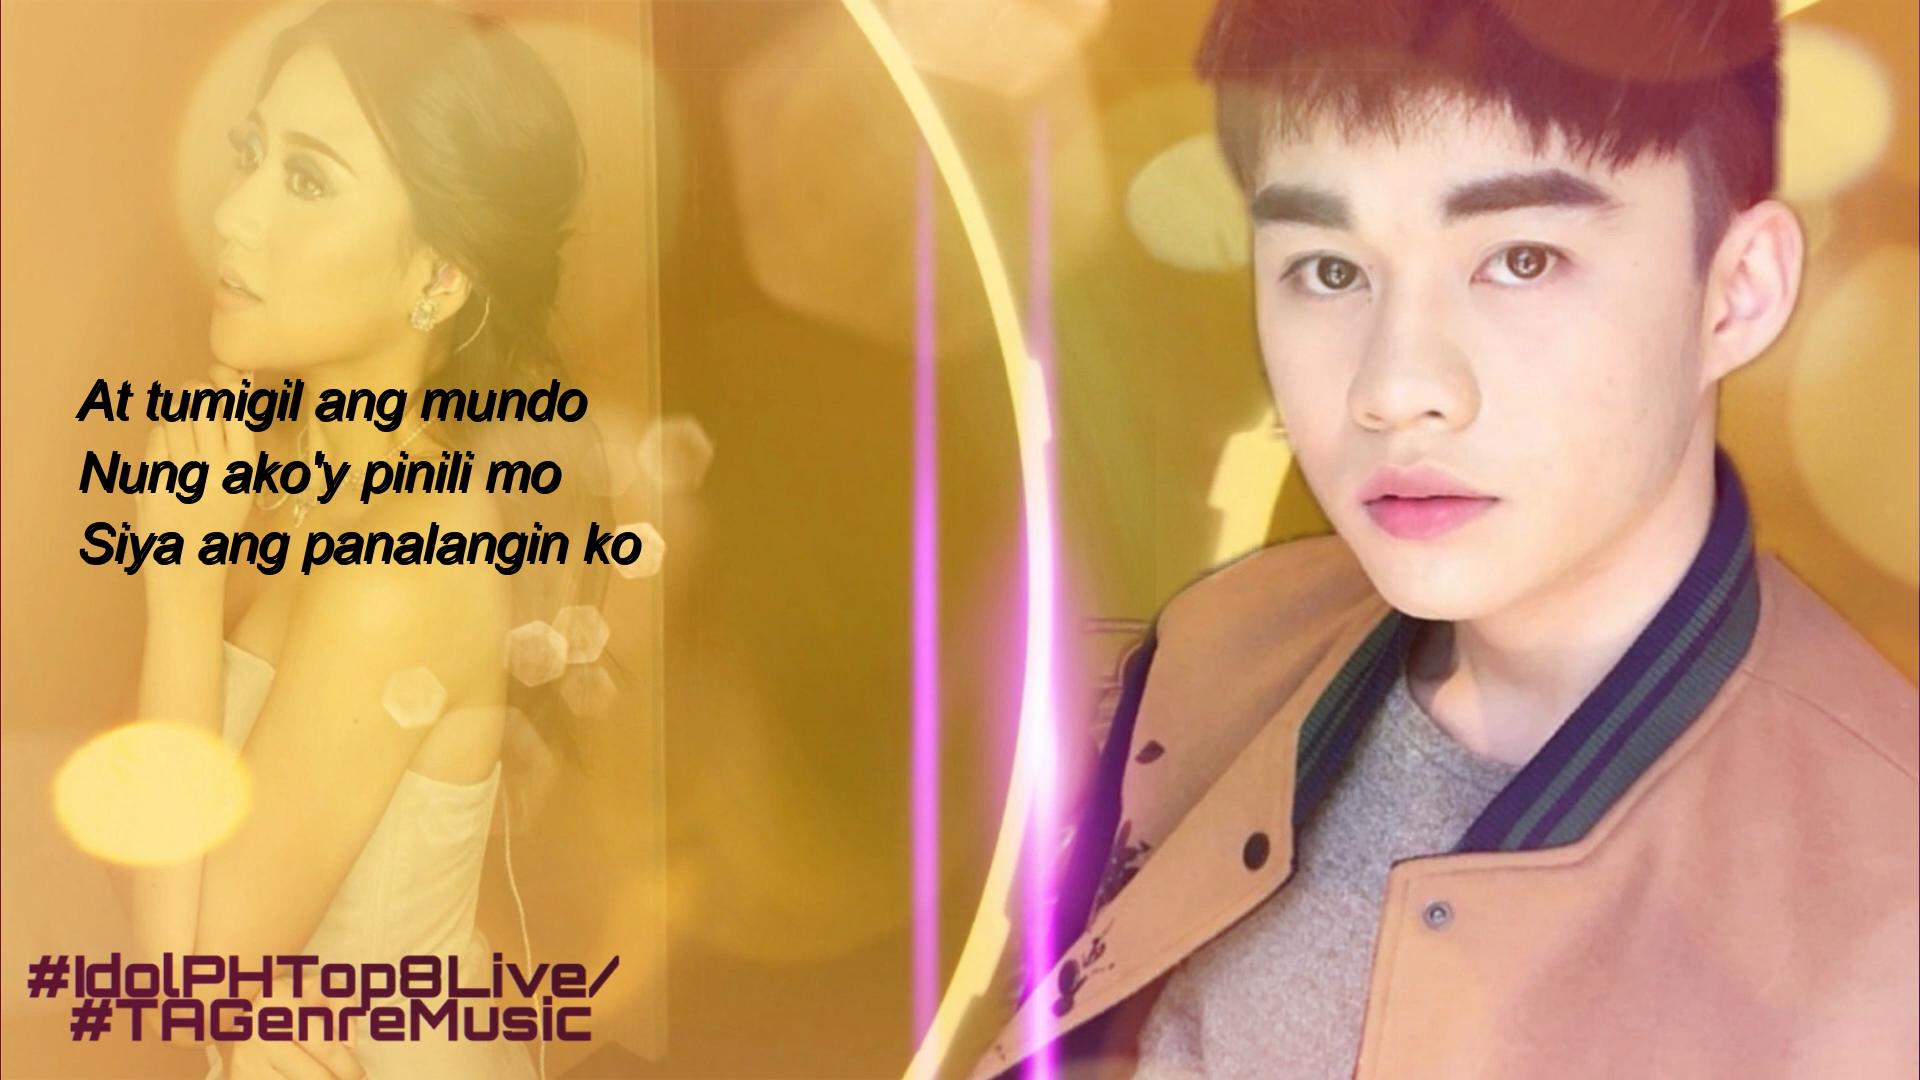 At tumigil ang mundo
Nung ako'y pinili mo
Siya ang panalangin ko
#IdolPHTop8Live/
#TAGenreMusic